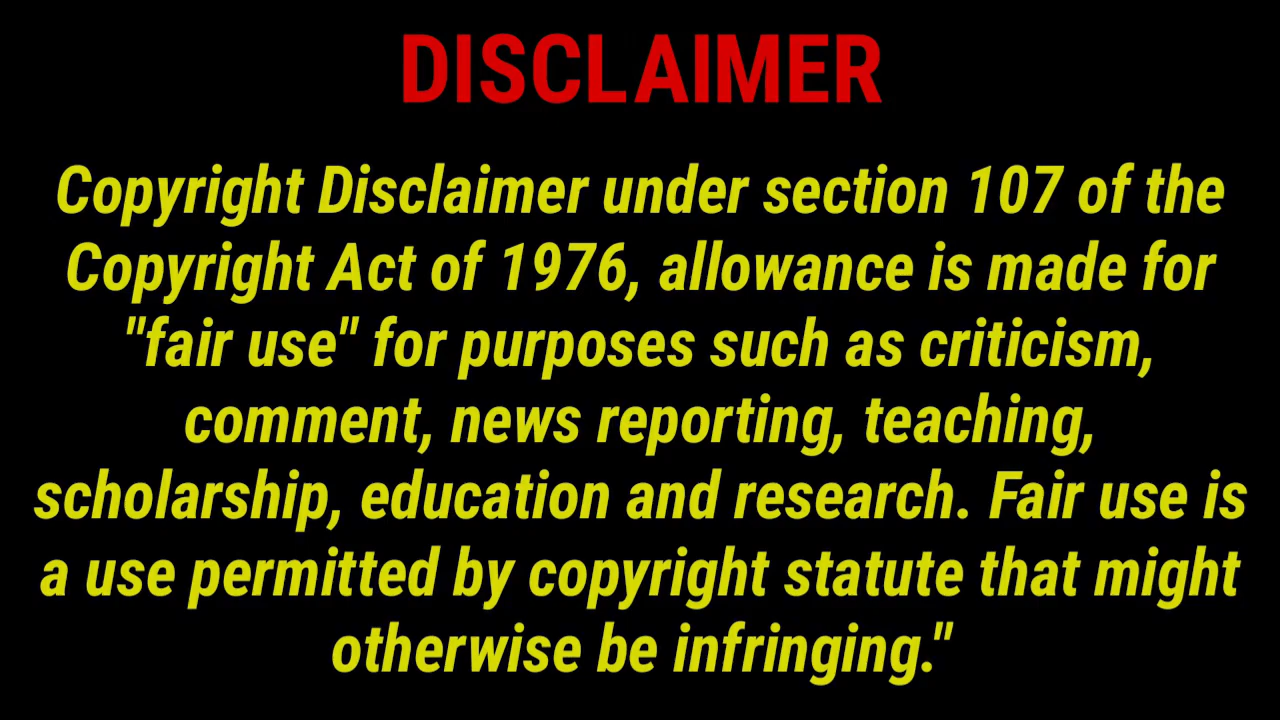 DISCLAIMER
Copyright Disclaimer under section 107 of the
Copyright Act of 1976, allowance is made for
"fair use" for purposes such as criticism,
comment, news reporting, teaching,
scholarship, education and research. Fair use is
a use permitted by copyright statute that might
otherwise be infringing."